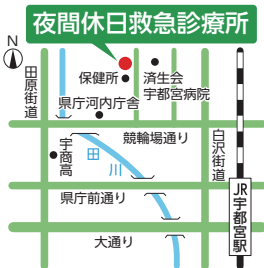 夜間休日救急診療所
N
田原街道
保健所
済生会
宇都宮病院
県庁河内庁舎
競輪場通り
宇商高
田川
白沢街道
県庁前通り
JR宇都宮駅
大通り